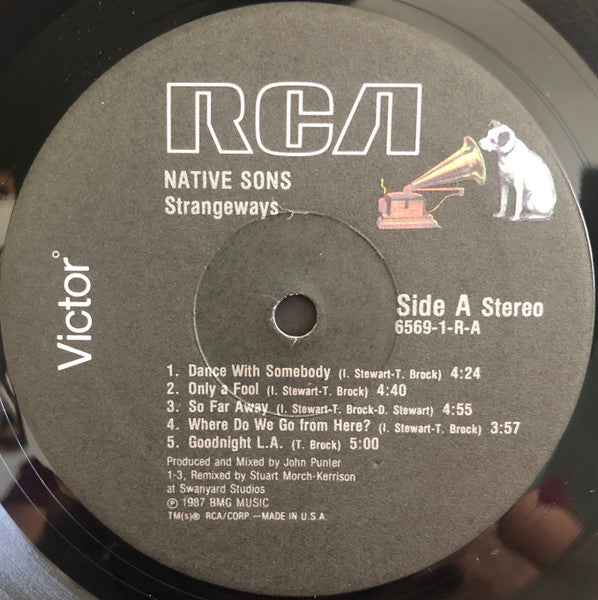 RCA
NATIVE SONS
Strangeways
Victor
Side A Stereo
6569-1-R-A
1. Dance With Somebody (I. Stewart-T. Brock) 4:24
2. Only a Fool (I. Stewart-T. Brock) 4:40
3. So Far Away (I. Stewart-T. Brock-D. Stewart) 4:55
4. Where Do We Go from Here? (I. Stewart-T. Brock) 3:57
5. Goodnight L.A. (T. Brock) 5:00
Produced and Mixed by John Punter
1-3, Remixed by Stuart Morch-Kerrison
at Swanyard Studios
℗ 1987 BMG MUSIC
TM(s)® RCA/CORP.—MADE IN U.S.A.